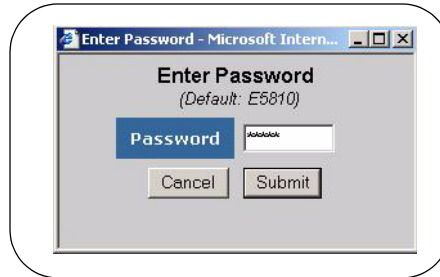 Enter Password - Microsoft Intern...
Enter Password
(Default: E5810)
Password *****
Cancel Submit